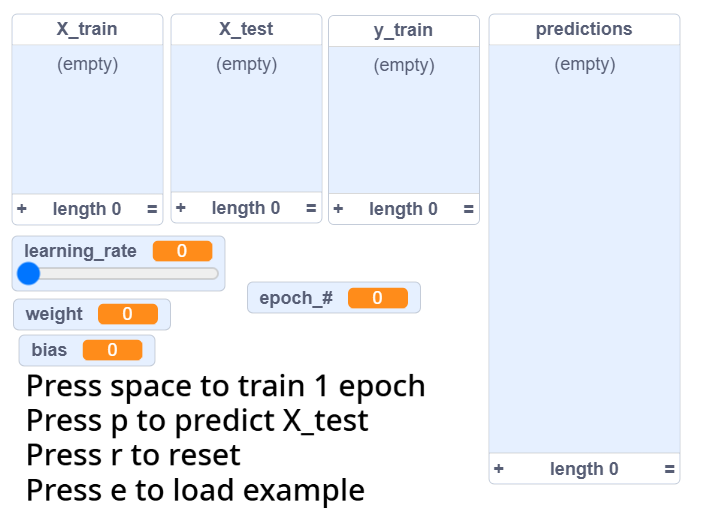 X_train
X_test
y_train
predictions
(empty)
(empty)
(empty)
(empty)
+ length 0 =
+ length 0 =
+ length 0 =
learning_rate 0
epoch_# 0
weight 0
bias 0
Press space to train 1 epoch
Press p to predict X_test
Press r to reset
+ length 0 =
Press e to load example